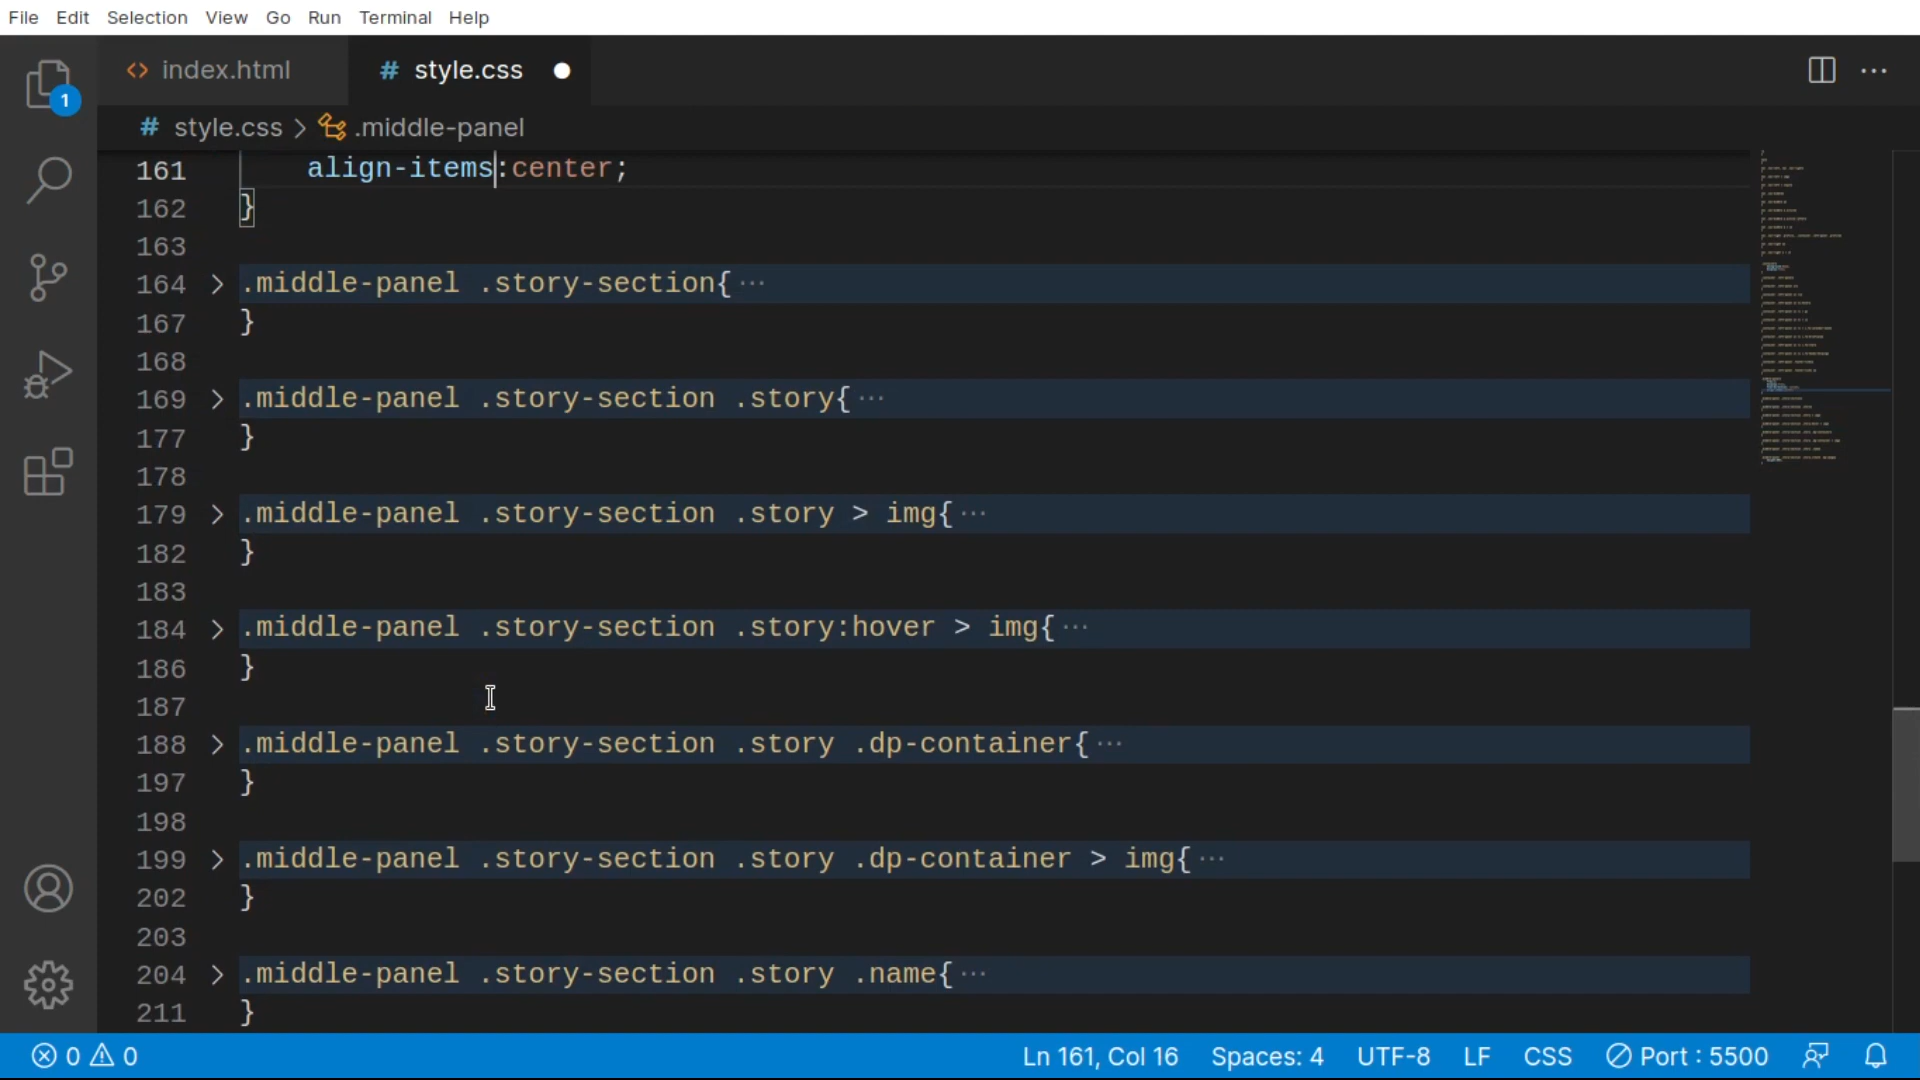 File Edit Selection View Go Run Terminal Help
<> index.html # style.css
# style.css > .middle-panel
1
161 align-items:center;
162 }
163
164 > .middle-panel .story-section{ ···
167 }
168
169 > .middle-panel .story-section .story{ ···
177 }
178
179 > .middle-panel .story-section .story > img{ ···
182 }
183
184 > .middle-panel .story-section .story:hover > img{ ···
186 }
187
188 > .middle-panel .story-section .story .dp-container{ ···
197 }
198
199 > .middle-panel .story-section .story .dp-container > img{ ···
202 }
203
204 > .middle-panel .story-section .story .name{ ···
211 }
0 0 Ln 161, Col 16 Spaces: 4 UTF-8 LF CSS Port : 5500